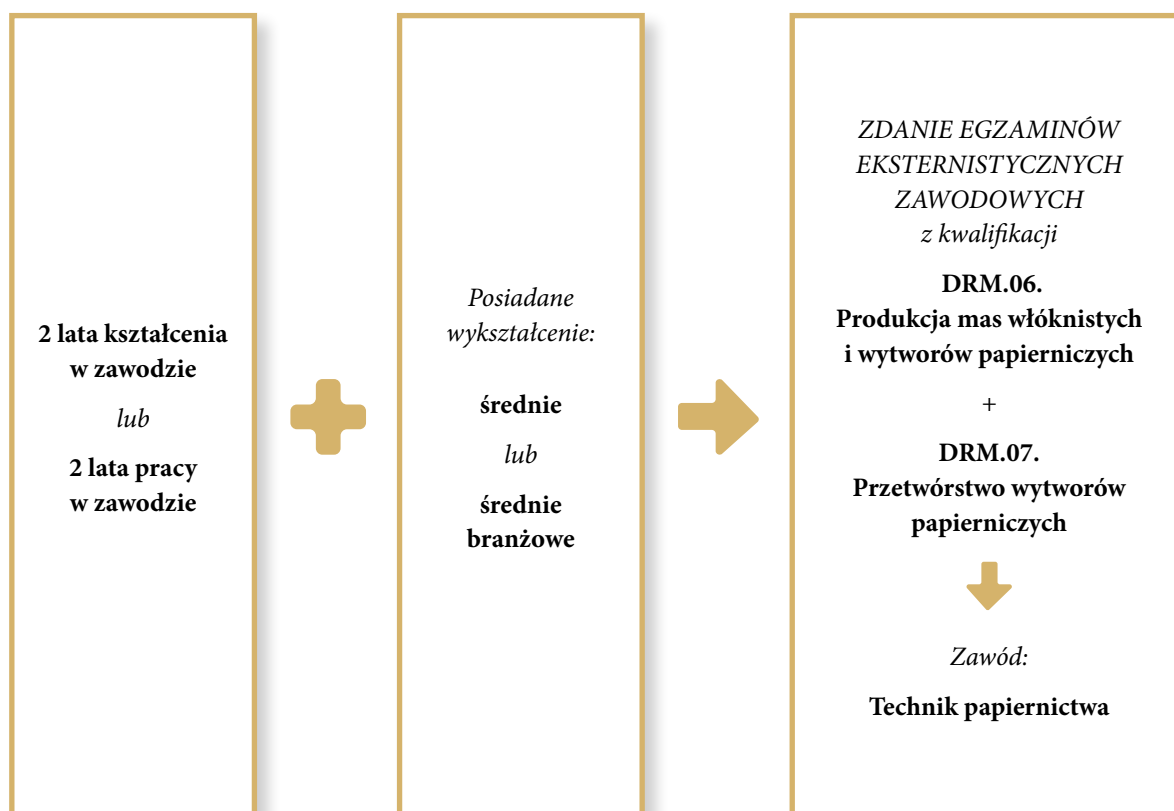 2 lata kształcenia
w zawodzie
lub
2 lata pracy
w zawodzie
Posiadane
wykształcenie:
średnie
lub
średnie
branżowe
ZDANIE EGZAMINÓW
EKSTERNISTYCZNYCH
ZAWODOWYCH
z kwalifikacji
DRM.06.
Produkcja mas włóknistych
i wytworów papierniczych
+
DRM.07.
Przetwórstwo wytworów
papierniczych
Zawód:
Technik papiernictwa